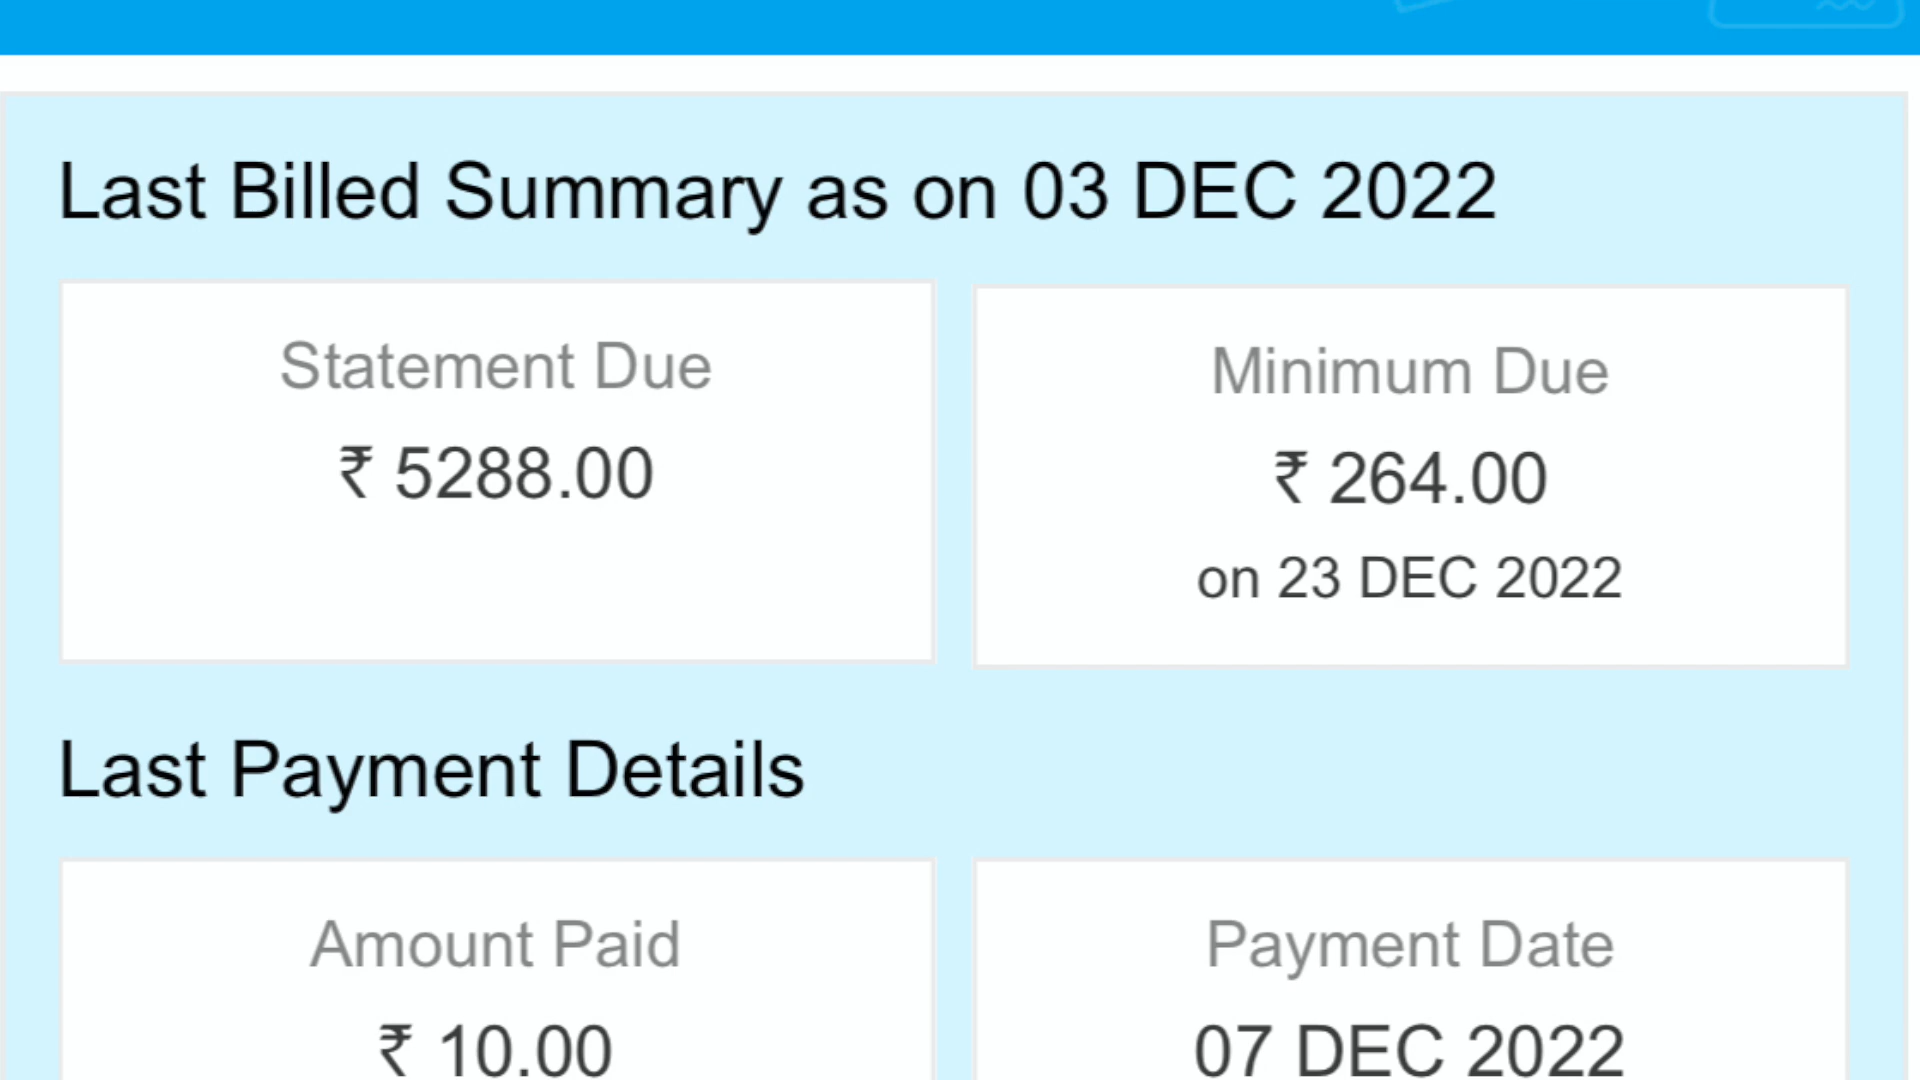 Last Billed Summary as on 03 DEC 2022
Statement Due
₹ 5288.00
Minimum Due
₹ 264.00
on 23 DEC 2022
Last Payment Details
Amount Paid
₹ 10.00
Payment Date
07 DEC 2022